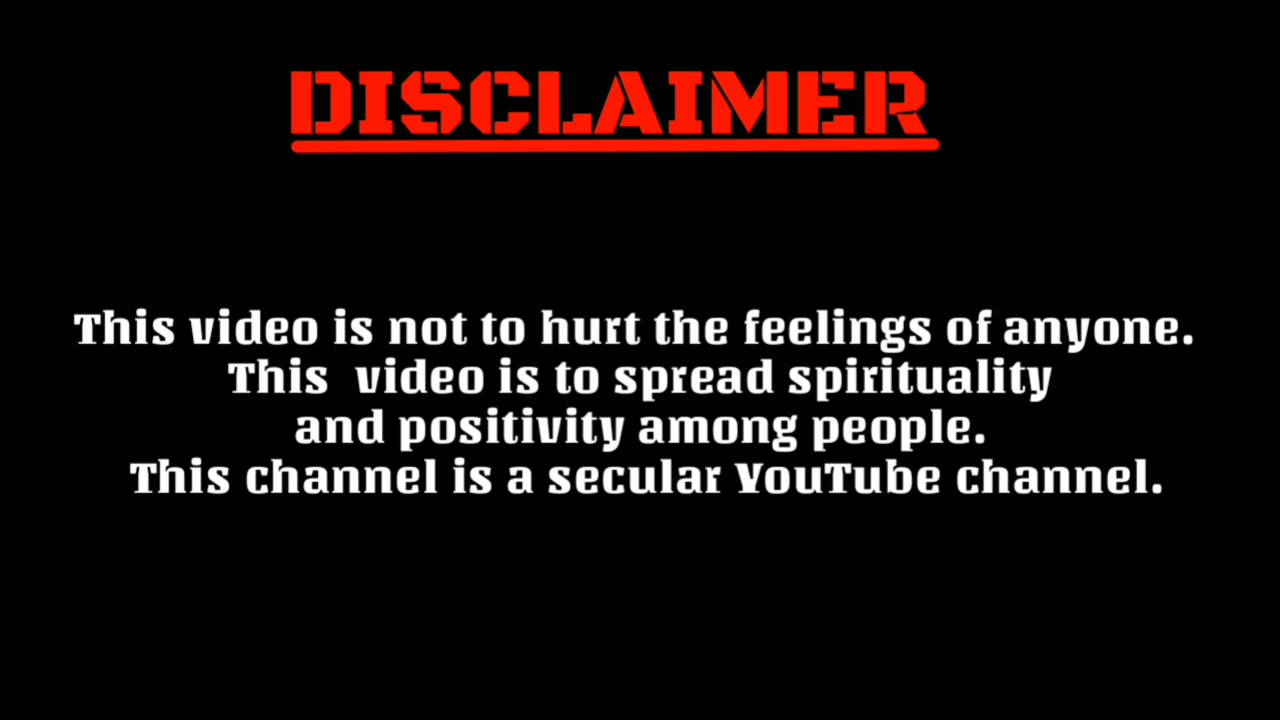 DISCLAIMER
This video is not to hurt the feelings of anyone.
This video is to spread spirituality
and positivity among people.
This channel is a secular YouTube channel.